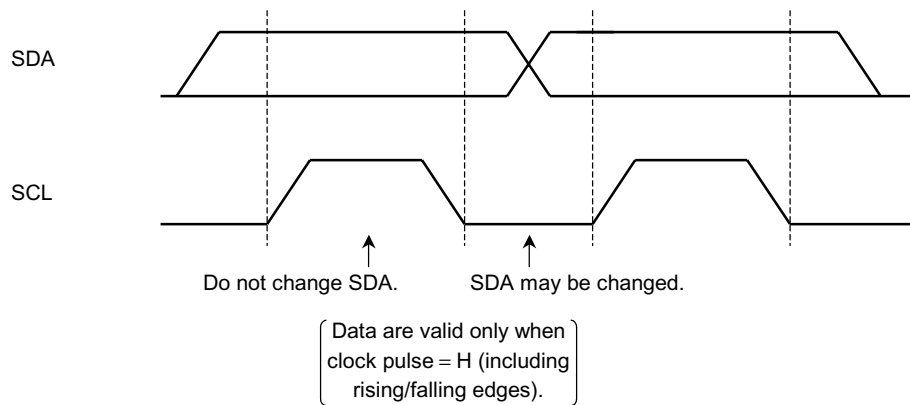 SDA
SCL
Do not change SDA.
SDA may be changed.
Data are valid only when
clock pulse = H (including
rising/falling edges).